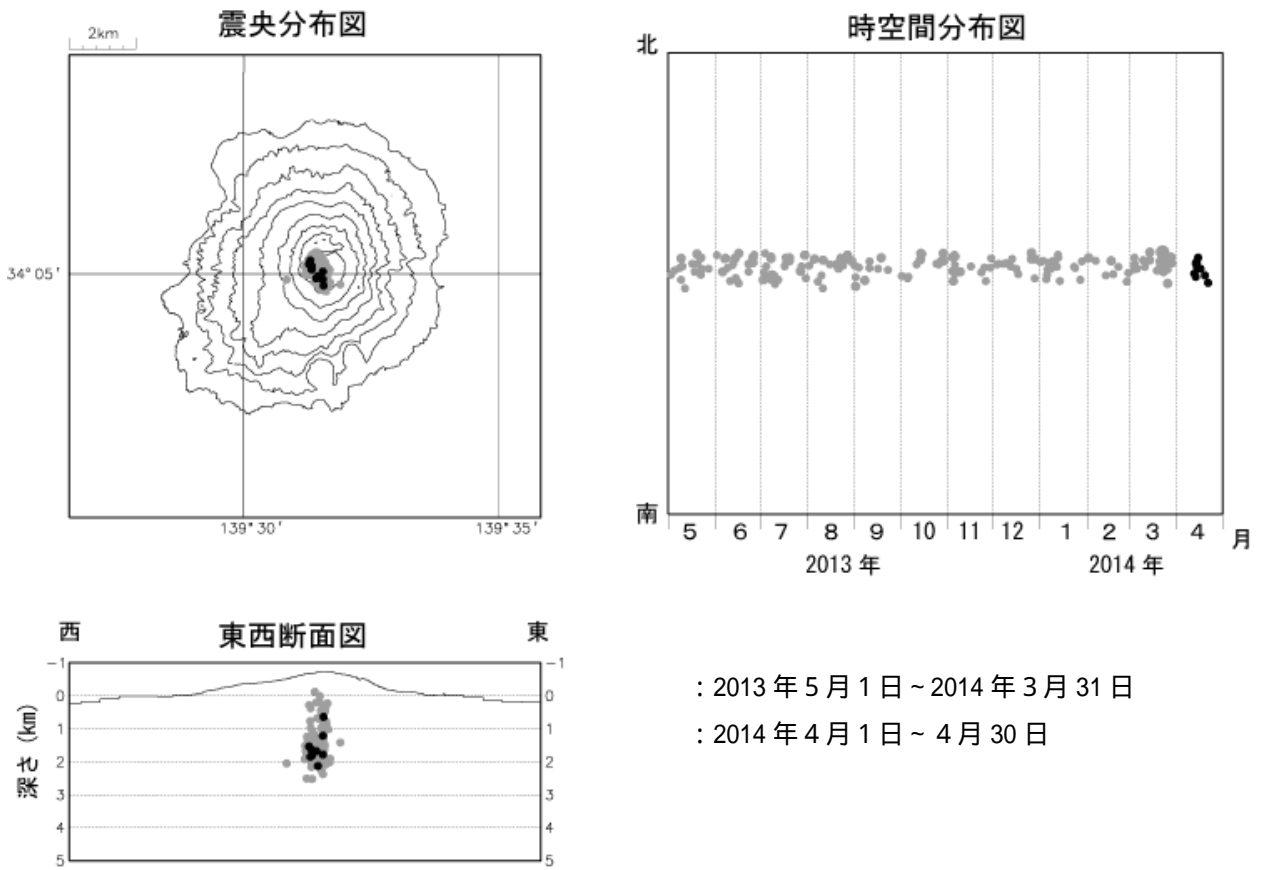 震央分布図
2km
34° 05'
139° 30'
139° 35'
時空間分布図
北
南
5 6 7 8 9 10 11 12 1 2 3 4 月
2013 年 2014 年
東西断面図
西 東
-1 -1
0 0
1 1
2 2
3 3
4 4
5 5
深さ (km)
：2013 年 5 月 1 日～2014 年 3 月 31 日
：2014 年 4 月 1 日～ 4 月 30 日